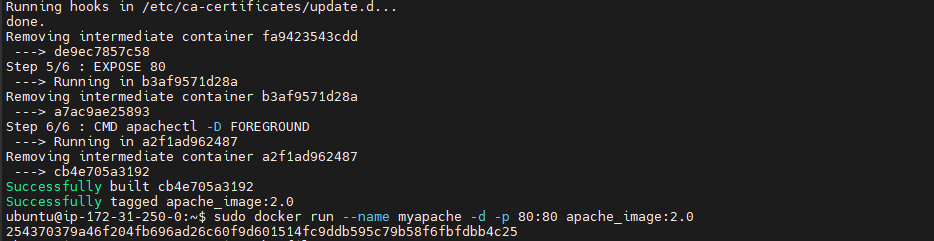 Running hooks in /etc/ca-certificates/update.d...
done.
Removing intermediate container fa9423543cdd
 ---> de9ec7857c58
Step 5/6 : EXPOSE 80
 ---> Running in b3af9571d28a
Removing intermediate container b3af9571d28a
 ---> a7ac9ae25893
Step 6/6 : CMD apachectl -D FOREGROUND
 ---> Running in a2f1ad962487
Removing intermediate container a2f1ad962487
 ---> cb4e705a3192
Successfully built cb4e705a3192
Successfully tagged apache_image:2.0
ubuntu@ip-172-31-250-0:~$ sudo docker run --name myapache -d -p 80:80 apache_image:2.0
254370379a46f204fb696ad26c60f9d601514fc9ddb595c79b58f6fbfdbb4c25